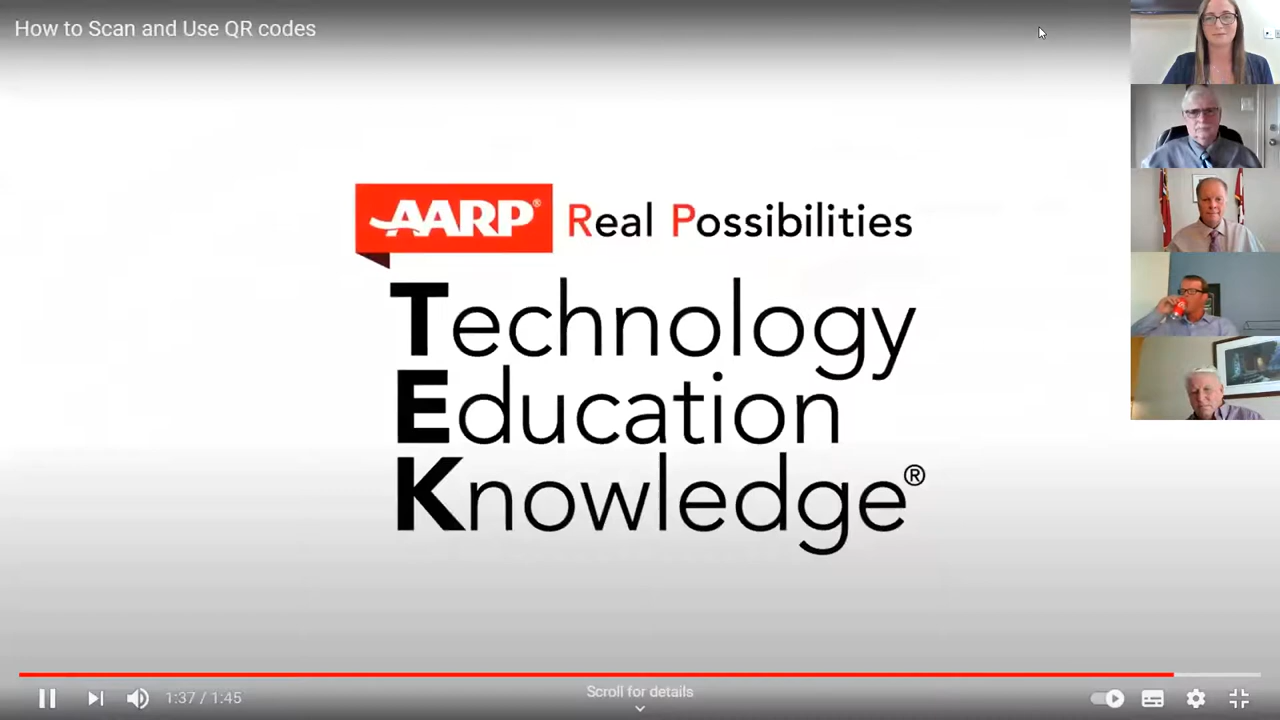 How to Scan and Use QR codes
AARP® Real Possibilities
Technology
Education
Knowledge®
1:37 / 1:45
Scroll for details